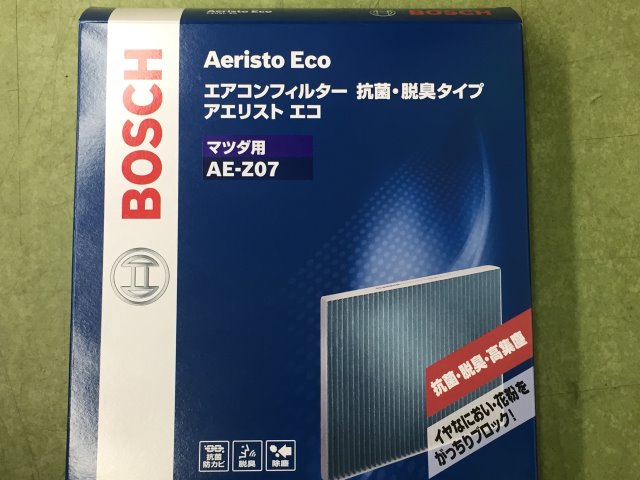 Aeristo Eco
BOSCH
BOSCH
Aeristo Eco
エアコンフィルター 抗菌・脱臭タイプ
アエリスト エコ
マツダ用
AE-Z07
抗菌・脱臭・高集塵
イヤなにおい・花粉を
がっちりブロック!
抗菌
防カビ
脱臭
除塵